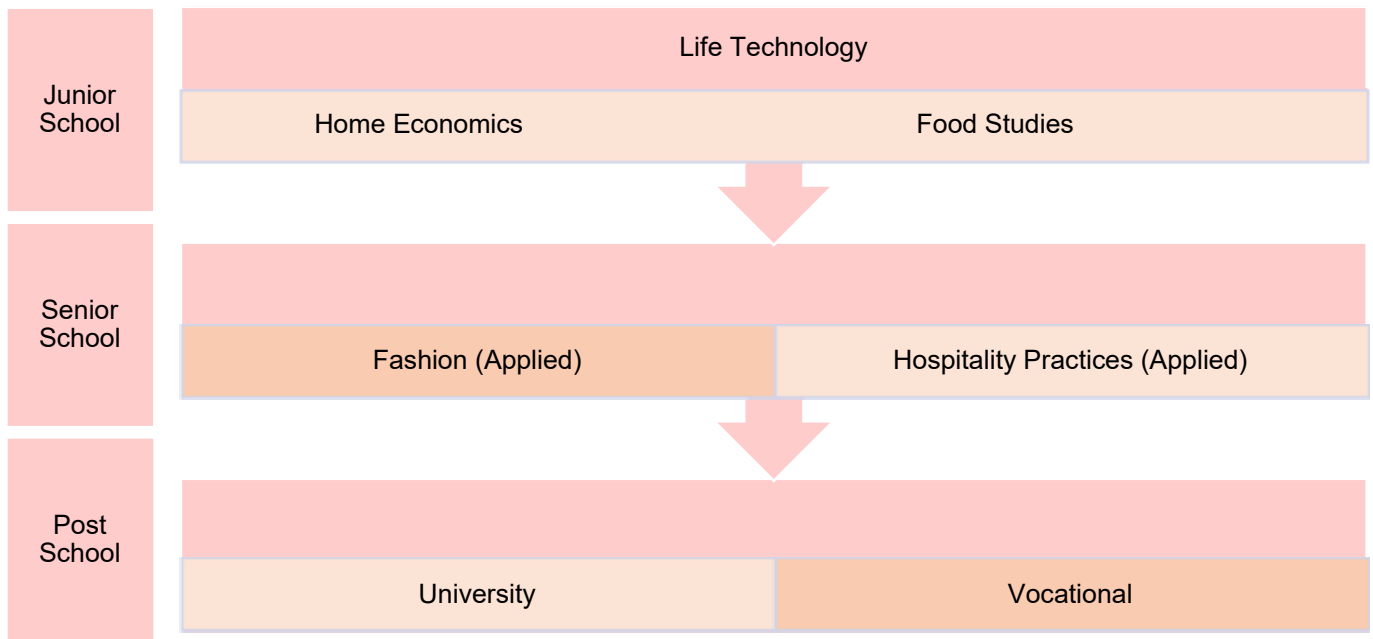 Junior
School
Life Technology
Home Economics
Food Studies
Senior
School
Fashion (Applied)
Hospitality Practices (Applied)
Post
School
University
Vocational